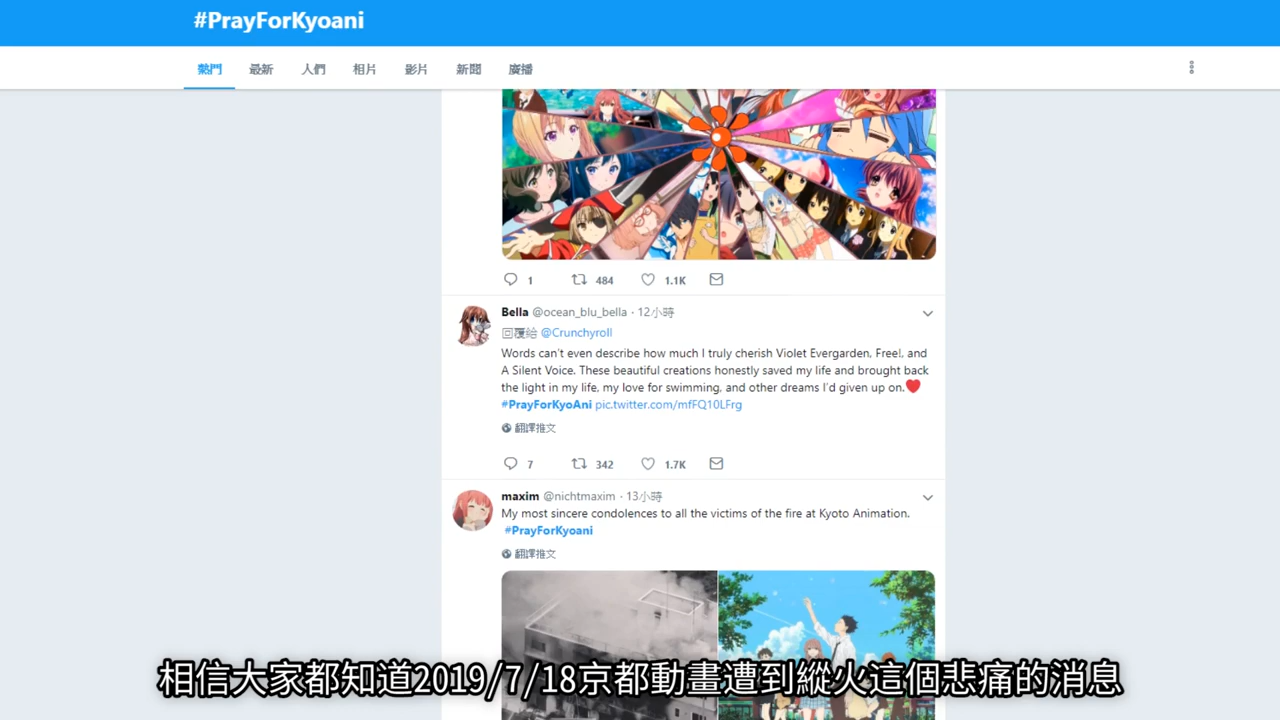 #PrayForKyoani
熱門 最新 人們 相片 影片 新聞 廣播
1 484 1.1K
Bella @ocean_blu_bella · 12小時
回覆給 @Crunchyroll
Words can't even describe how much I truly cherish Violet Evergarden, Free!, and
A Silent Voice. These beautiful creations honestly saved my life and brought back
the light in my life, my love for swimming, and other dreams I'd given up on.❤
#PrayForKyoAni pic.twitter.com/mfFQ10LFrg
翻譯推文
7 342 1.7K
maxim @nichtmaxim · 13小時
My most sincere condolences to all the victims of the fire at Kyoto Animation.
#PrayForKyoani
翻譯推文
相信大家都知道2019/7/18京都動畫遭到縱火這個悲痛的消息